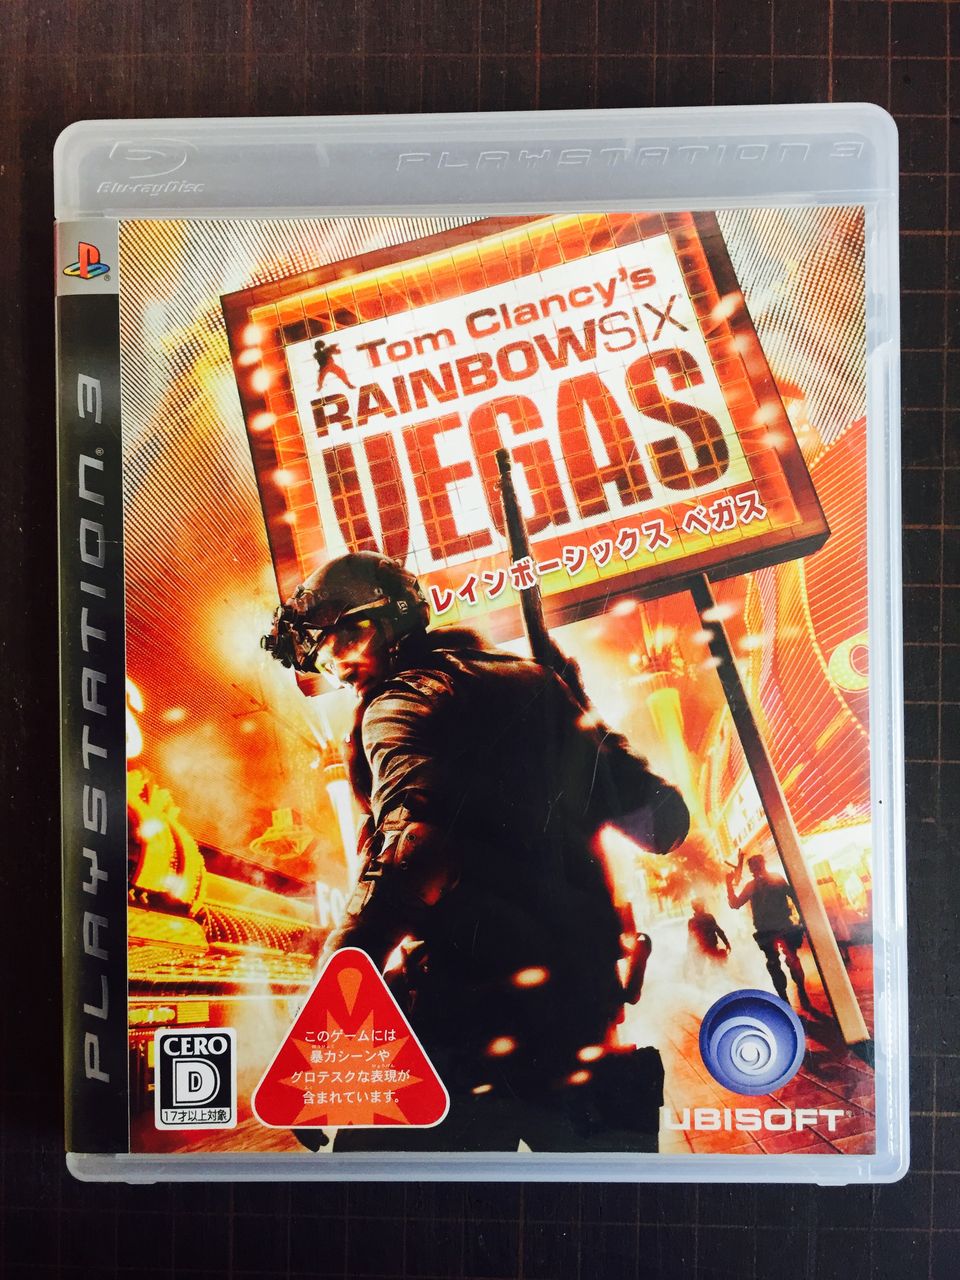 Blu-rayDisc
PLAYSTATION 3
PLAYSTATION®3
Tom Clancy's
RAINBOWSIX®
VEGAS
レインボーシックス ベガス
CERO
D
17才以上対象
このゲームには
暴力シーンや
グロテスクな表現が
含まれています。
UBISOFT®